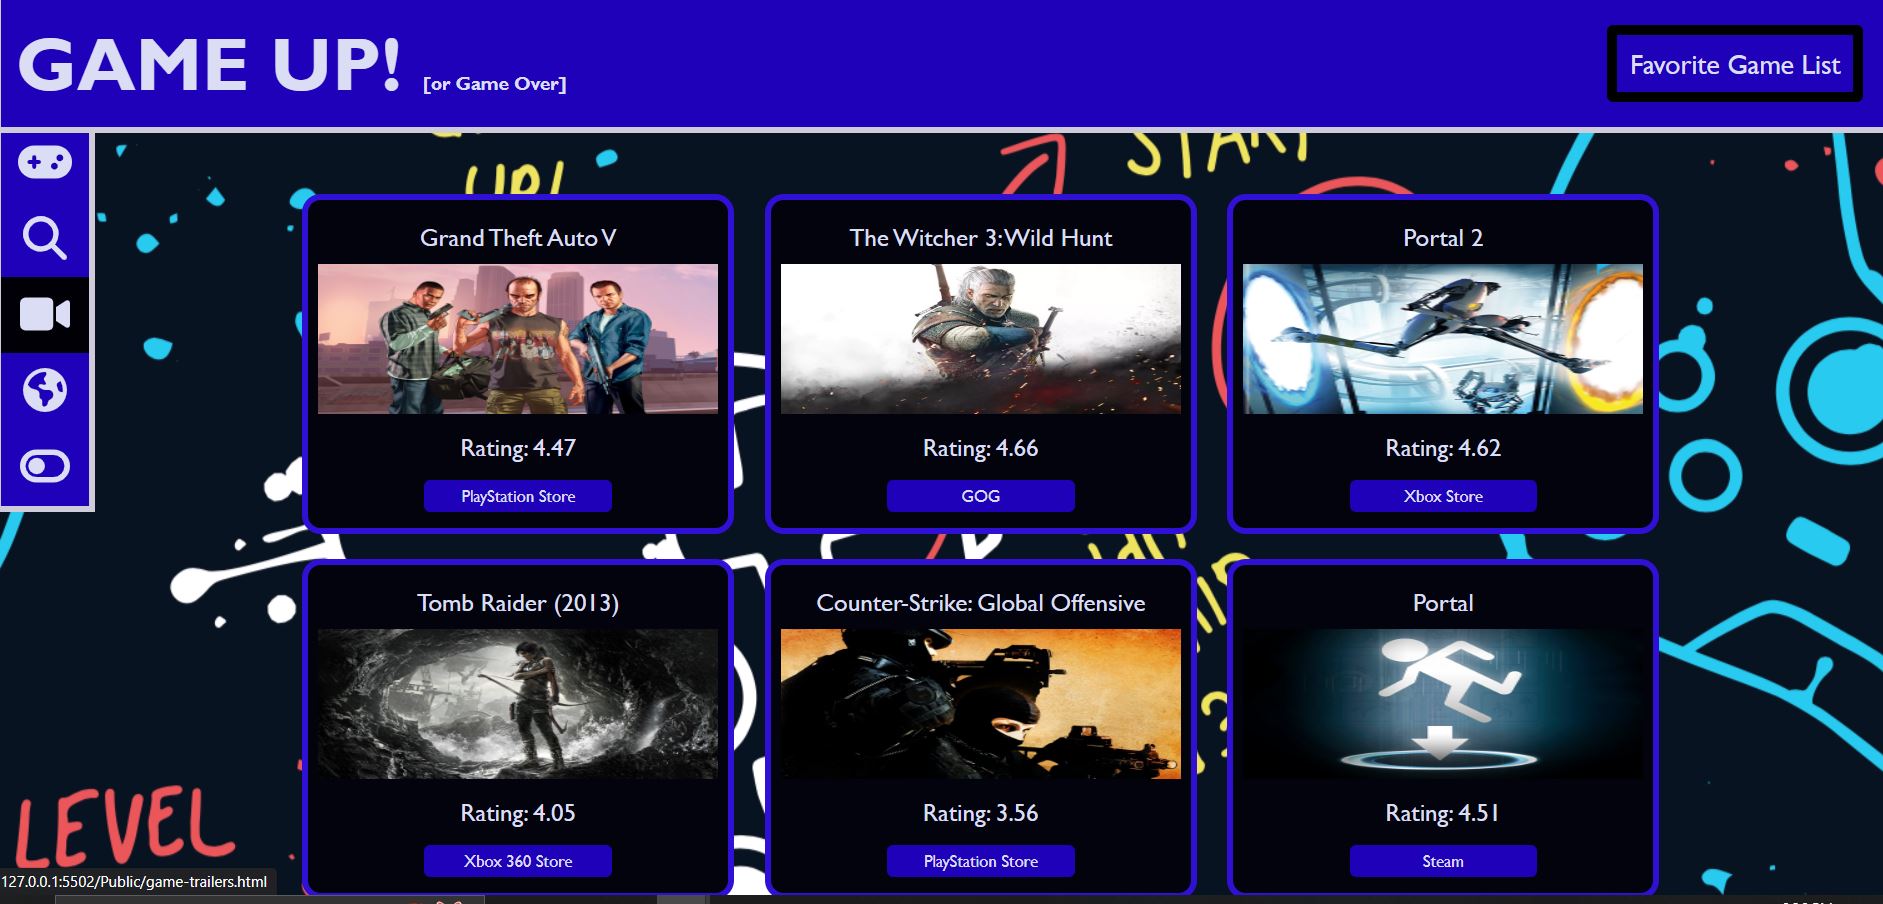 GAME UP! [or Game Over]
Favorite Game List
UP!
START
Grand Theft Auto V
The Witcher 3: Wild Hunt
Portal 2
Rating: 4.47
Rating: 4.66
Rating: 4.62
PlayStation Store
GOG
Xbox Store
Tomb Raider (2013)
Counter-Strike: Global Offensive
Portal
Rating: 4.05
Rating: 3.56
Rating: 4.51
Xbox 360 Store
PlayStation Store
Steam
LEVEL
127.0.0.1:5502/Public/game-trailers.html